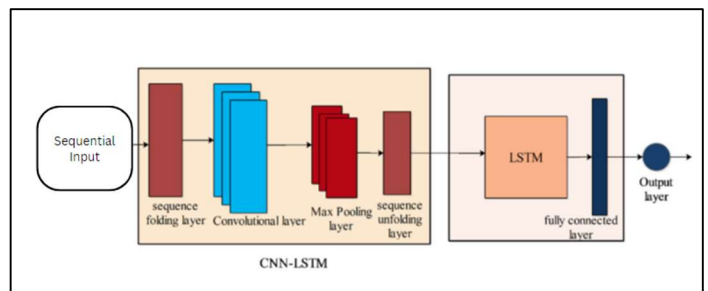 Sequential
Input
sequence
folding layer
Convolutional layer
Max Pooling
layer
sequence
unfolding layer
LSTM
fully connected
layer
Output
layer
CNN-LSTM